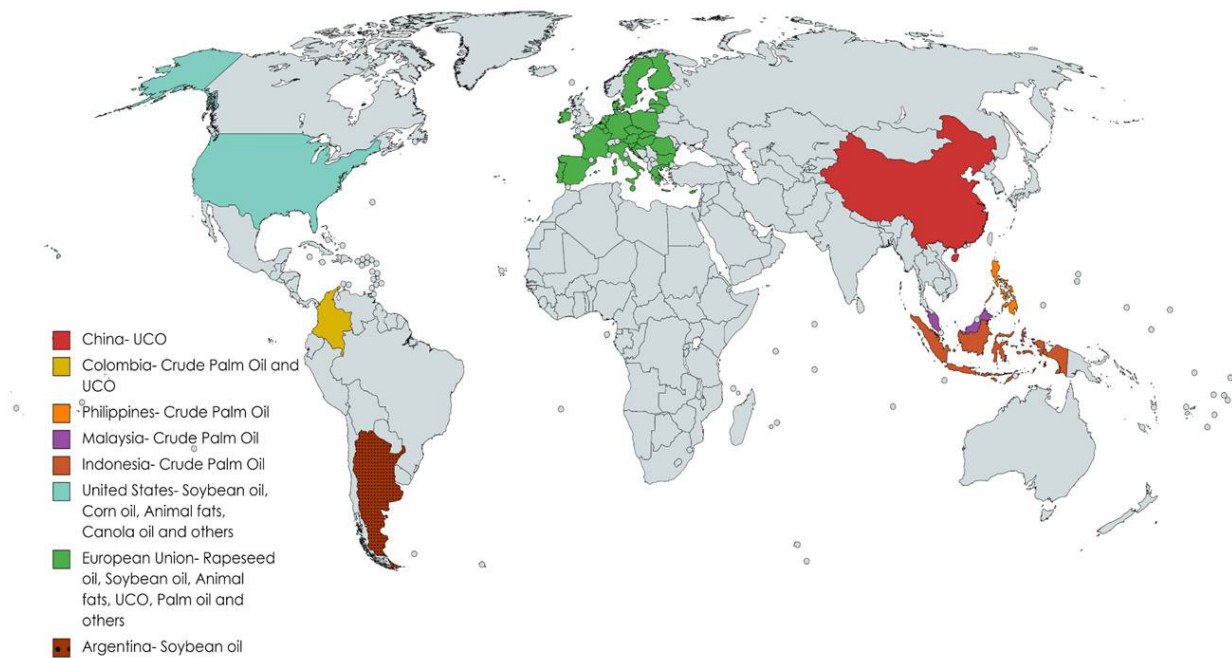 China- UCO
Colombia- Crude Palm Oil and
UCO
Philippines- Crude Palm Oil
Malaysia- Crude Palm Oil
Indonesia- Crude Palm Oil
United States- Soybean oil,
Corn oil, Animal fats,
Canola oil and others
European Union- Rapeseed
oil, Soybean oil, Animal
fats, UCO, Palm oil and
others
Argentina- Soybean oil